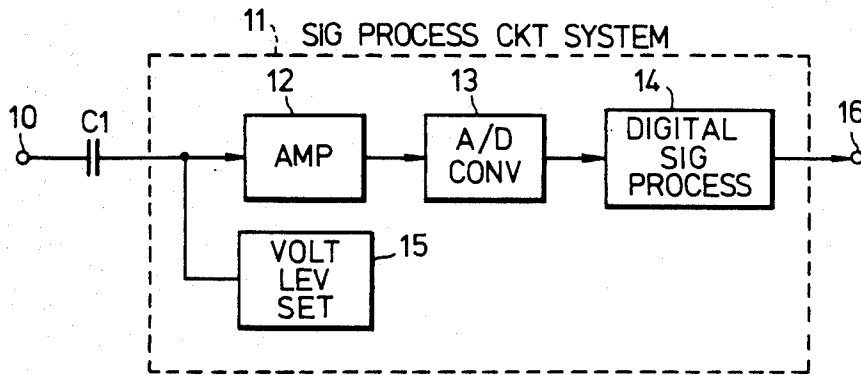 11
SIG PROCESS CKT SYSTEM
10
C1
12
AMP
13
A/D
CONV
14
DIGITAL
SIG
PROCESS
16
VOLT
LEV
SET
15